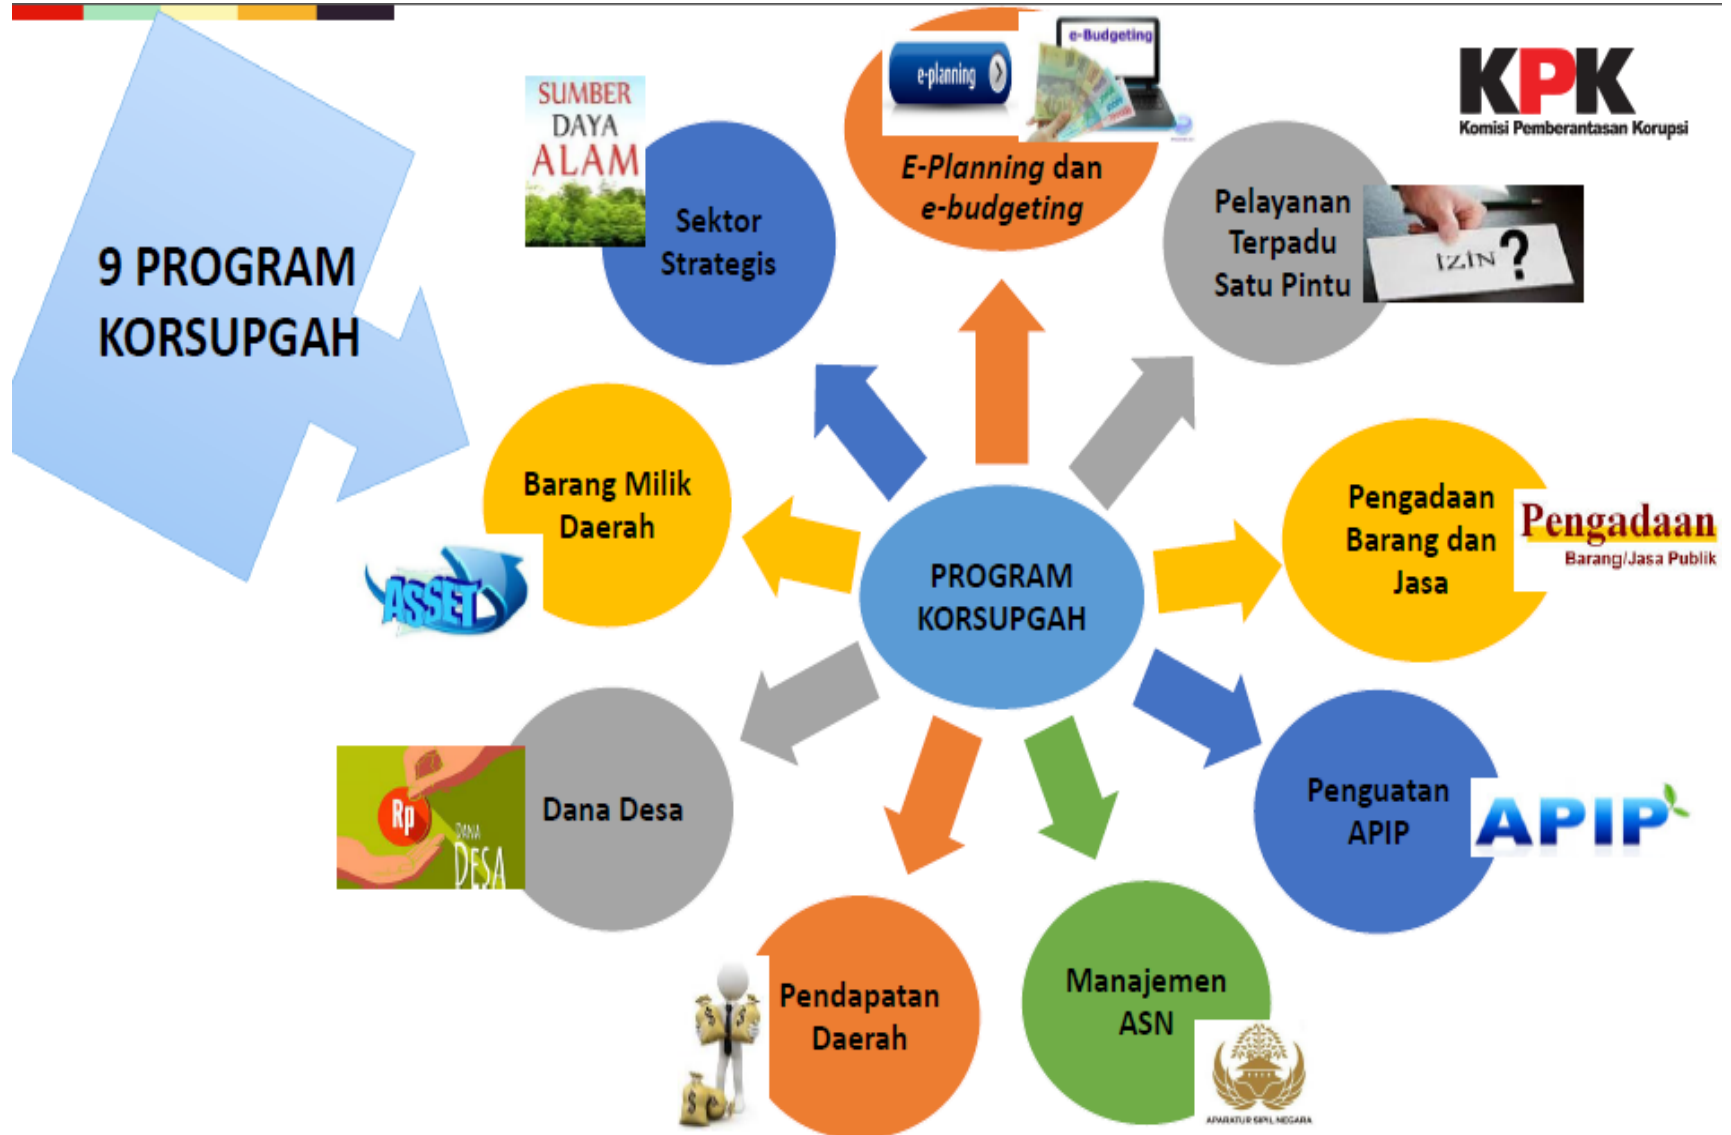 9 PROGRAM
KORSUPGAH
SUMBER
DAYA
ALAM
Sektor
Strategis
e-planning
e-Budgeting
E-Planning dan
e-budgeting
KPK
Komisi Pemberantasan Korupsi
Pelayanan
Terpadu
Satu Pintu
IZIN?
Barang Milik
Daerah
ASSET
PROGRAM
KORSUPGAH
Pengadaan
Barang dan
Jasa
Pengadaan
Barang/Jasa Publik
Rp
DANA
DESA
Dana Desa
Penguatan
APIP
APIP
Pendapatan
Daerah
$ $
$
Manajemen
ASN
APARATUR SIPIL NEGARA